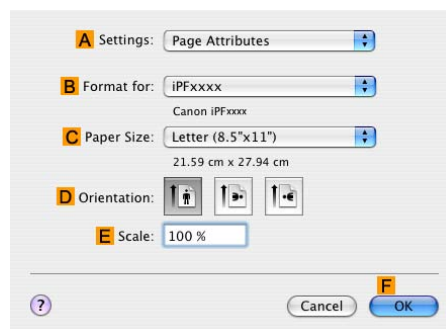 A Settings: Page Attributes
B Format for: iPFxxxx
Canon iPFxxxx
C Paper Size: Letter (8.5"x11")
21.59 cm x 27.94 cm
D Orientation:
E Scale: 100 %
F
? Cancel OK